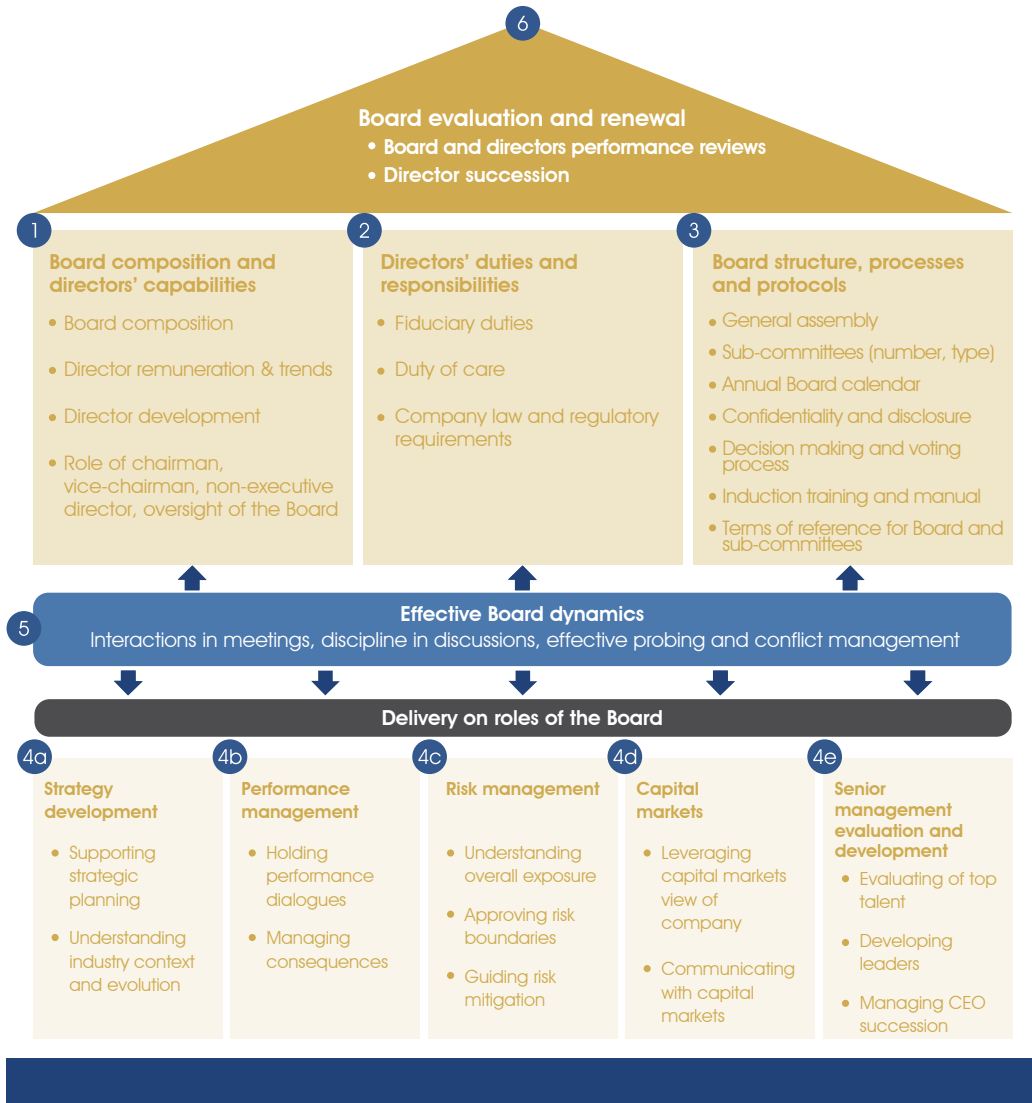 6
Board evaluation and renewal
• Board and directors performance reviews
• Director succession
1
Board composition and
directors’ capabilities
• Board composition
• Director remuneration & trends
• Director development
• Role of chairman,
vice-chairman, non-executive
director, oversight of the Board
2
Directors’ duties and
responsibilities
• Fiduciary duties
• Duty of care
• Company law and regulatory
requirements
3
Board structure, processes
and protocols
• General assembly
• Sub-committees (number, type)
• Annual Board calendar
• Confidentiality and disclosure
• Decision making and voting
process
• Induction training and manual
• Terms of reference for Board and
sub-committees
5
Effective Board dynamics
Interactions in meetings, discipline in discussions, effective probing and conflict management
Delivery on roles of the Board
4a
Strategy
development
• Supporting
strategic
planning
• Understanding
industry context
and evolution
4b
Performance
management
• Holding
performance
dialogues
• Managing
consequences
4c
Risk management
• Understanding
overall exposure
• Approving risk
boundaries
• Guiding risk
mitigation
4d
Capital
markets
• Leveraging
capital markets
view of
company
• Communicating
with capital
markets
4e
Senior
management
evaluation and
development
• Evaluating of top
talent
• Developing
leaders
• Managing CEO
succession